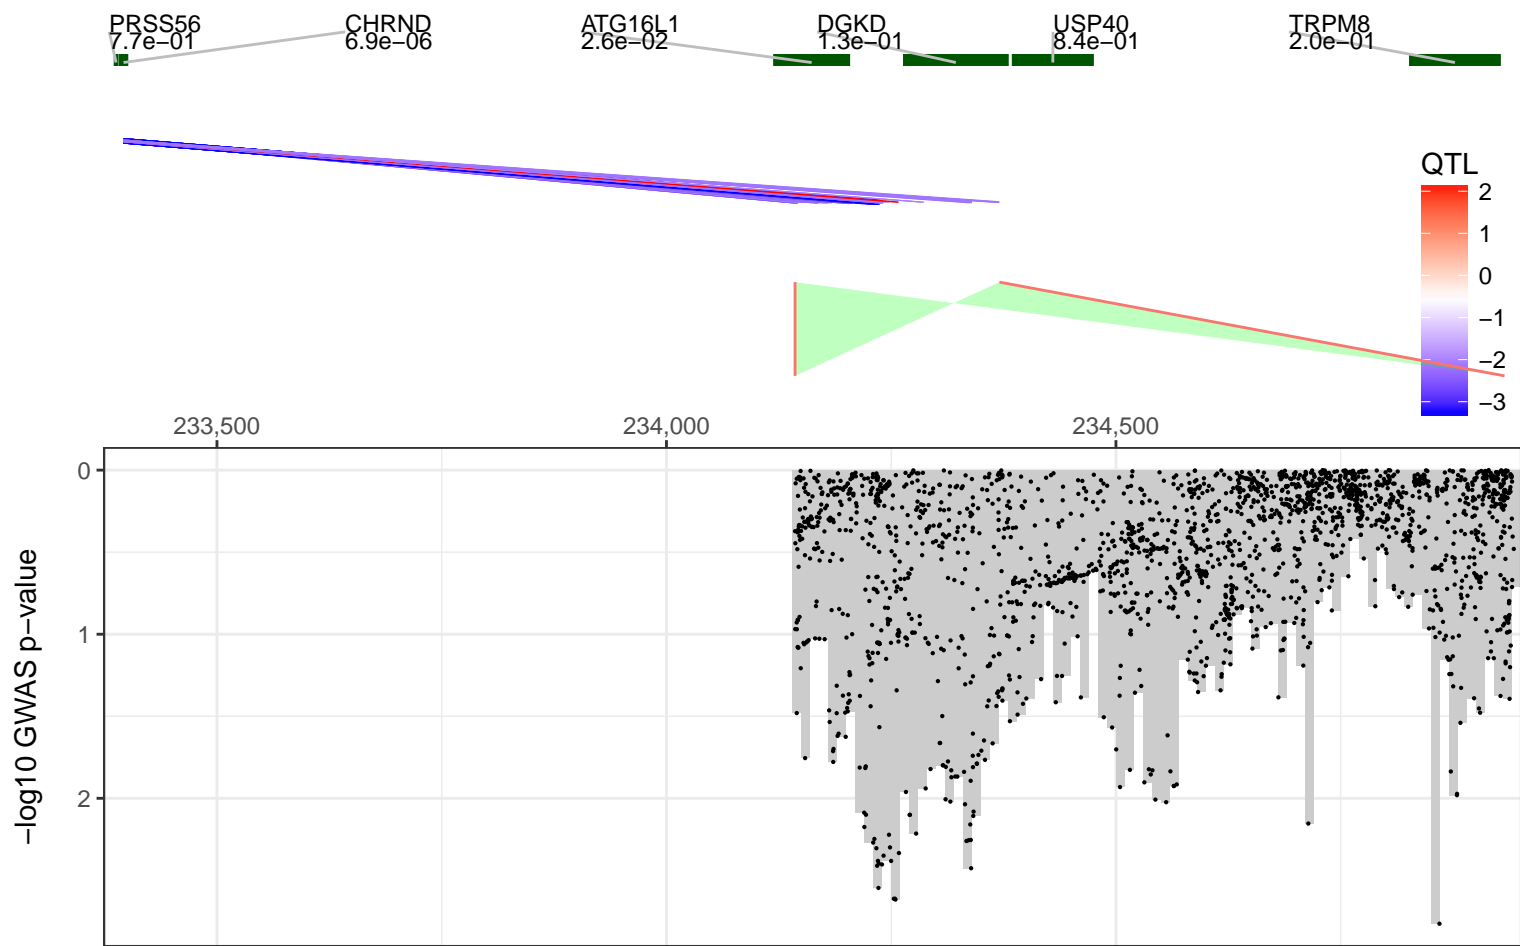 PRSS56 CHRND ATG16L1 DGKD USP40 TRPM8
7.7e−01 6.9e−06 2.6e−02 1.3e−01 8.4e−01 2.0e−01
QTL
2
1
0
−1
−2
−3
233,500 234,000 234,500
0
1
2
−log10 GWAS p−value